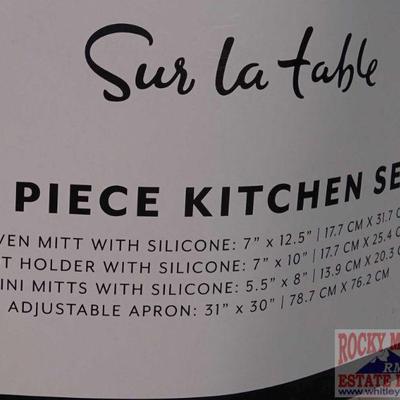 Sur la table
PIECE KITCHEN SE
VEN MITT WITH SILICONE: 7" x 12.5" | 17.7 CM X 31.7 C
T HOLDER WITH SILICONE: 7" x 10" | 17.7 CM X 25.4
INI MITTS WITH SILICONE: 5.5" x 8" | 13.9 CM X 20.3
ADJUSTABLE APRON: 31" x 30" | 78.7 CM X 76.2 CM
ROCKY M
RM
ESTATE
www.whitley